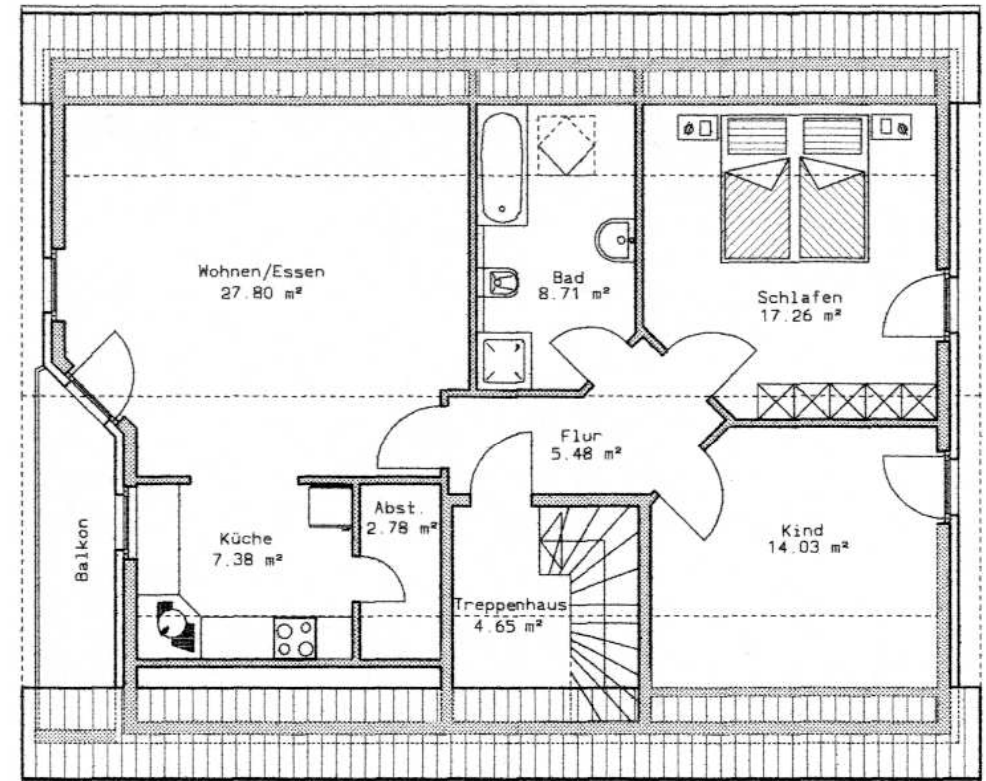 Wohnen/Essen
27.80 m²
Bad
8.71 m²
Schlafen
17.26 m²
Flur
5.48 m²
Abst.
2.78 m²
Küche
7.38 m²
Kind
14.03 m²
Balkon
Treppenhaus
4.65 m²